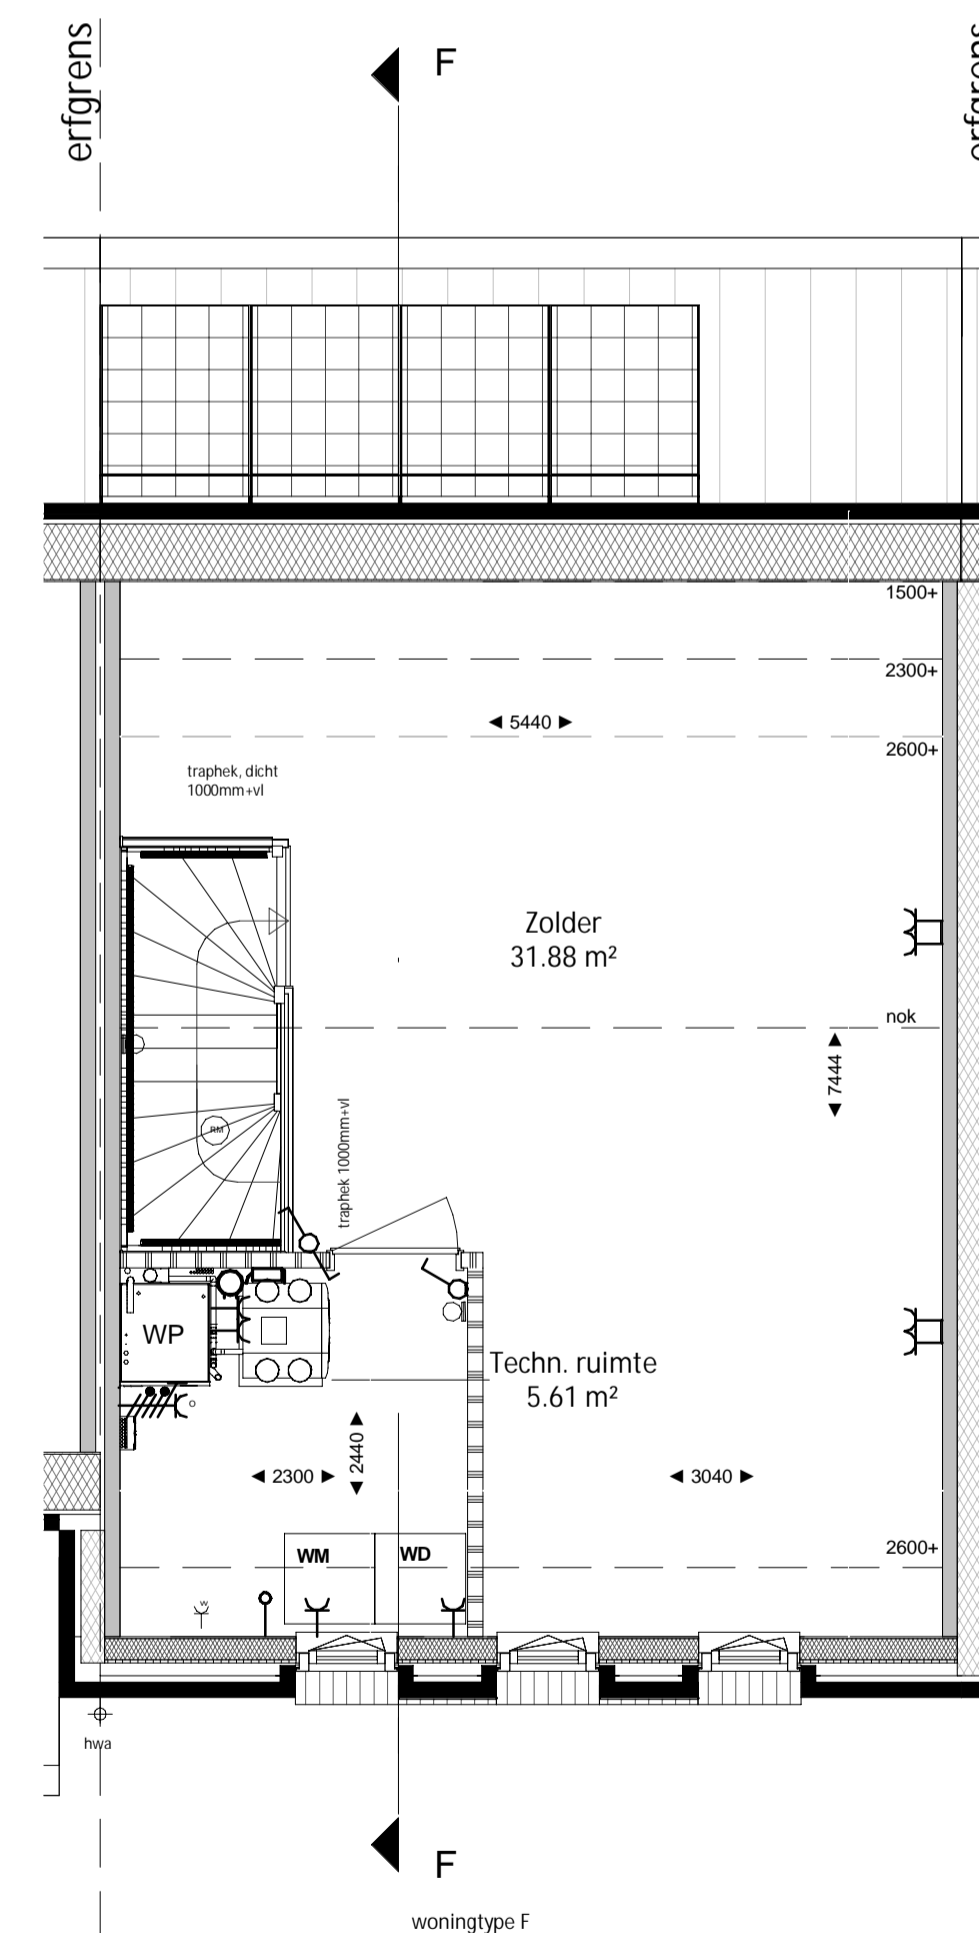 erfgrens
F
erfgrens
1500+
2300+
5440
2600+
traphek, dicht
1000mm+vl
Zolder
31.88 m²
nok
7444
RM
traphek 1000mm+vl
WP
Techn. ruimte
5.61 m²
2440
2300
3040
2600+
WM
WD
W
hwa
F
woningtype F